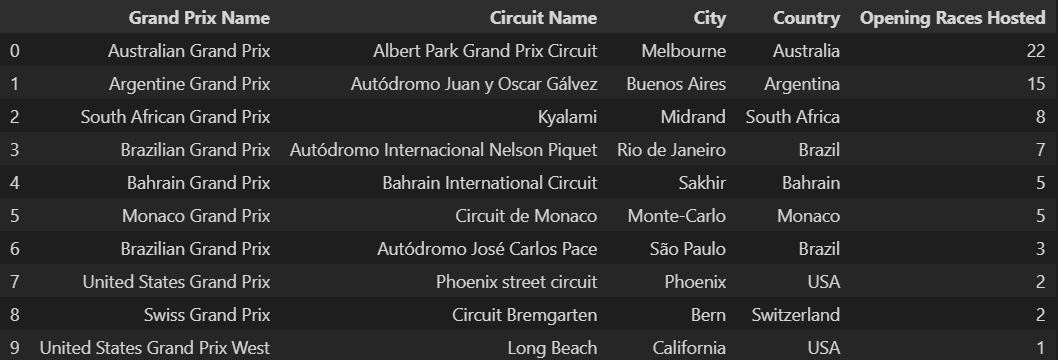 Grand Prix Name Circuit Name City Country Opening Races Hosted
0 Australian Grand Prix Albert Park Grand Prix Circuit Melbourne Australia 22
1 Argentine Grand Prix Autódromo Juan y Oscar Gálvez Buenos Aires Argentina 15
2 South African Grand Prix Kyalami Midrand South Africa 8
3 Brazilian Grand Prix Autódromo Internacional Nelson Piquet Rio de Janeiro Brazil 7
4 Bahrain Grand Prix Bahrain International Circuit Sakhir Bahrain 5
5 Monaco Grand Prix Circuit de Monaco Monte-Carlo Monaco 5
6 Brazilian Grand Prix Autódromo José Carlos Pace São Paulo Brazil 3
7 United States Grand Prix Phoenix street circuit Phoenix USA 2
8 Swiss Grand Prix Circuit Bremgarten Bern Switzerland 2
9 United States Grand Prix West Long Beach California USA 1